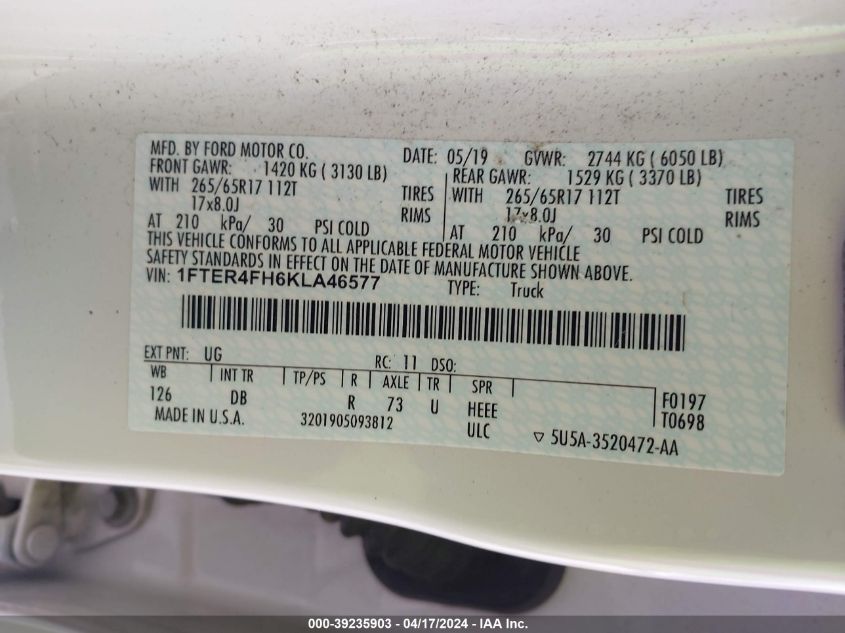 MFD. BY FORD MOTOR CO.
DATE: 05/19 GVWR: 2744 KG ( 6050 LB)
FRONT GAWR: 1420 KG ( 3130 LB)
WITH 265/65R17 112T TIRES
17x8.0J RIMS
AT 210 kPa/ 30 PSI COLD
REAR GAWR: 1529 KG ( 3370 LB)
WITH 265/65R17 112T TIRES
17x8.0J RIMS
AT 210 kPa/ 30 PSI COLD
THIS VEHICLE CONFORMS TO ALL APPLICABLE FEDERAL MOTOR VEHICLE
SAFETY STANDARDS IN EFFECT ON THE DATE OF MANUFACTURE SHOWN ABOVE.
VIN: 1FTER4FH6KLA46577 TYPE: Truck
EXT PNT: UG RC: 11 DSO:
WB INT TR TP/PS R AXLE TR SPR
126 DB R 73 U HEEE F0197
ULC T0698
MADE IN U.S.A. 3201905093812 ▽ 5U5A-3520472-AA
000-39235903 - 04/17/2024 - IAA Inc.